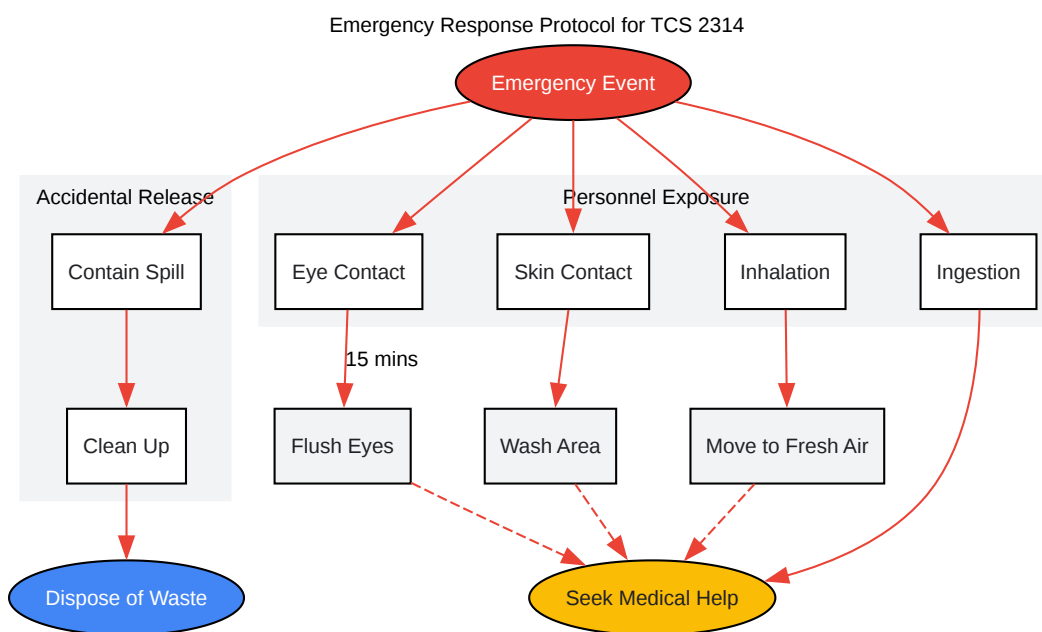 Emergency Response Protocol for TCS 2314
Emergency Event
Accidental Release
Personnel Exposure
Contain Spill
Eye Contact
Skin Contact
Inhalation
Ingestion
15 mins
Clean Up
Flush Eyes
Wash Area
Move to Fresh Air
Dispose of Waste
Seek Medical Help